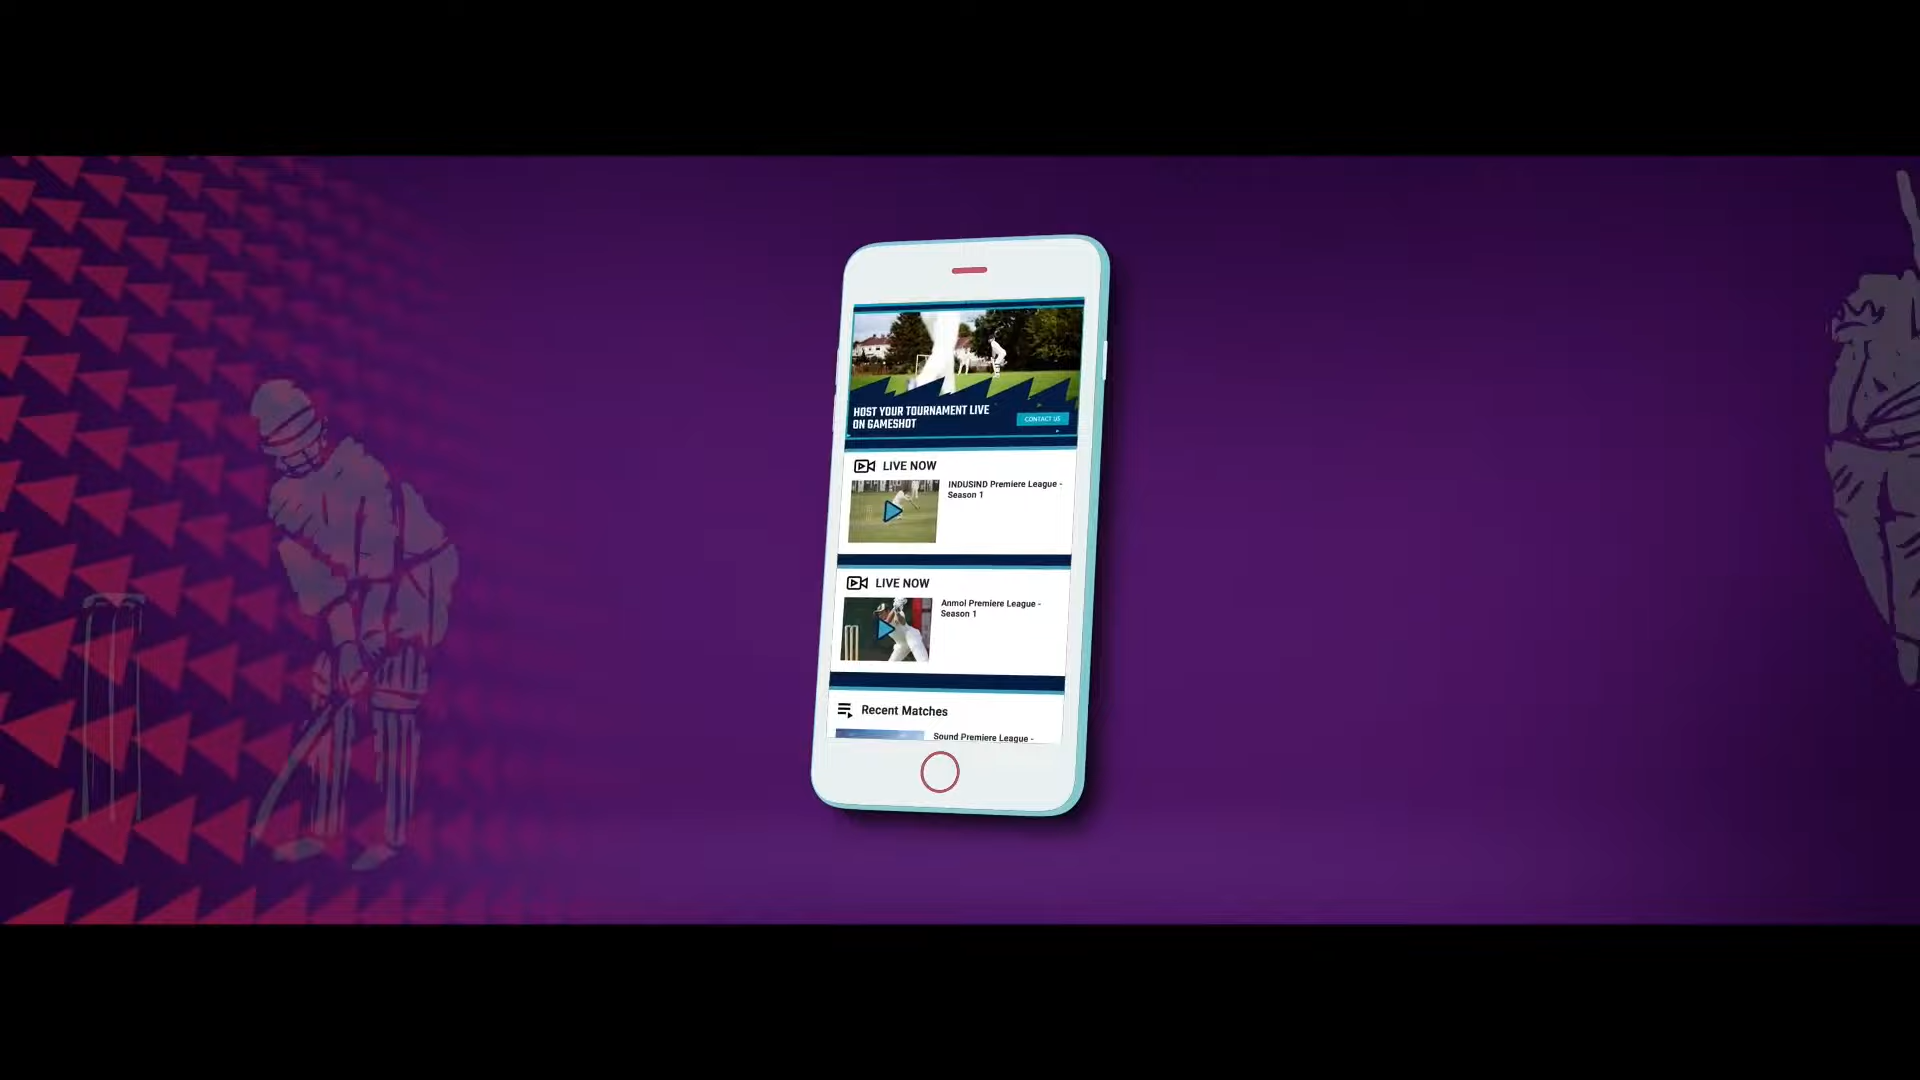 HOST YOUR TOURNAMENT LIVE
ON GAMESHOT
CONTACT US
LIVE NOW
INDUSIND Premiere League -
Season 1
LIVE NOW
Anmol Premiere League -
Season 1
Recent Matches
Sound Premiere League -